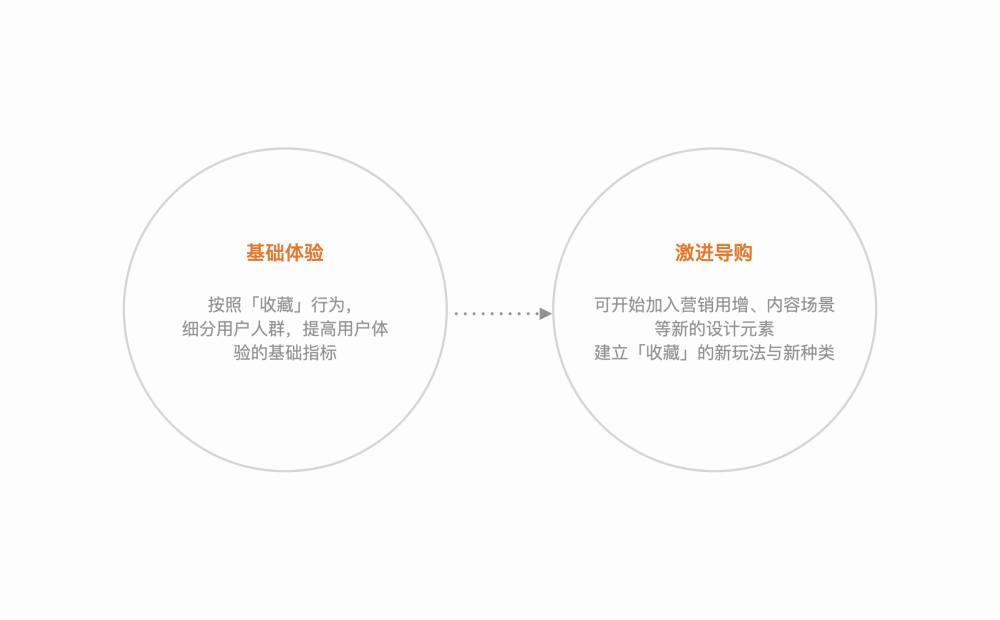 基础体验
按照「收藏」行为，
细分用户人群，提高用户体
验的基础指标
激进导购
可开始加入营销用增、内容场景
等新的设计元素
建立「收藏」的新玩法与新种类